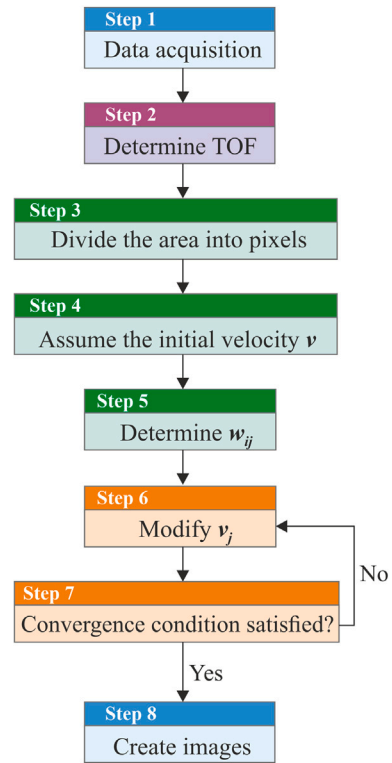 Step 1
Data acquisition
Step 2
Determine TOF
Step 3
Divide the area into pixels
Step 4
Assume the initial velocity v
Step 5
Determine w_ij
Step 6
Modify v_j
No
Step 7
Convergence condition satisfied?
Yes
Step 8
Create images